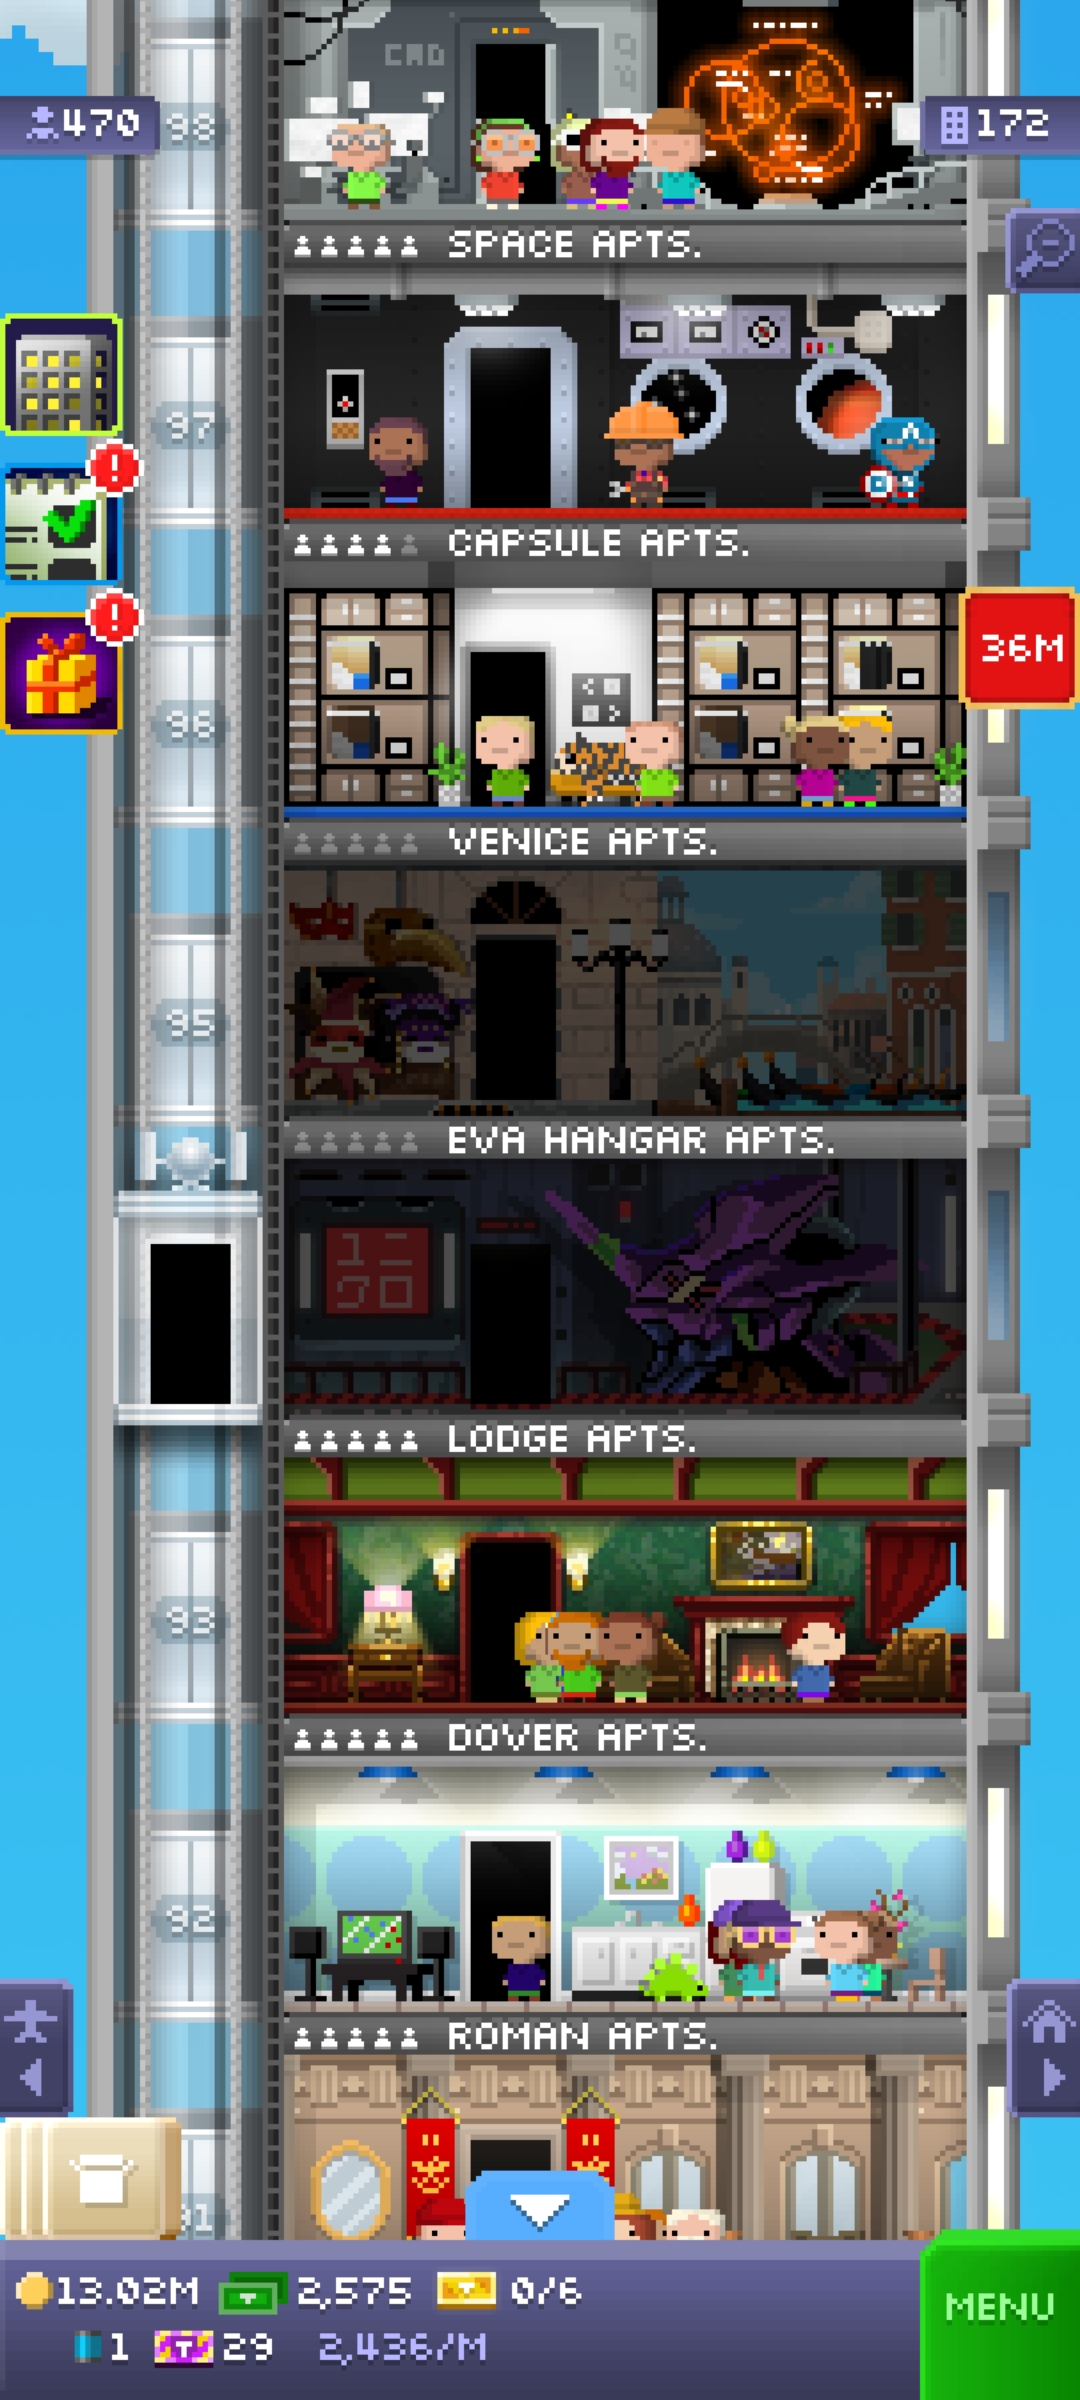 CAD
98
470
172
SPACE APTS.
97
CAPSULE APTS.
36M
96
VENICE APTS.
95
EVA HANGAR APTS.
LODGE APTS.
93
DOVER APTS.
92
ROMAN APTS.
91
13.02M 2,575 0/6
MENU
1 29 2,436/M